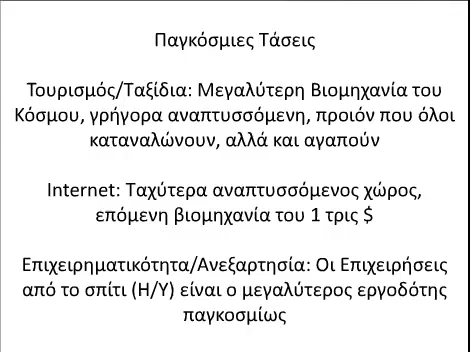 Παγκόσμιες Τάσεις
Τουρισμός/Ταξίδια: Μεγαλύτερη Βιομηχανία του
Κόσμου, γρήγορα αναπτυσσόμενη, προιόν που όλοι
καταναλώνουν, αλλά και αγαπούν
Internet: Ταχύτερα αναπτυσσόμενος χώρος,
επόμενη βιομηχανία του 1 τρις $
Επιχειρηματικότητα/Ανεξαρτησία: Οι Επιχειρήσεις
από το σπίτι (Η/Υ) είναι ο μεγαλύτερος εργοδότης
παγκοσμίως